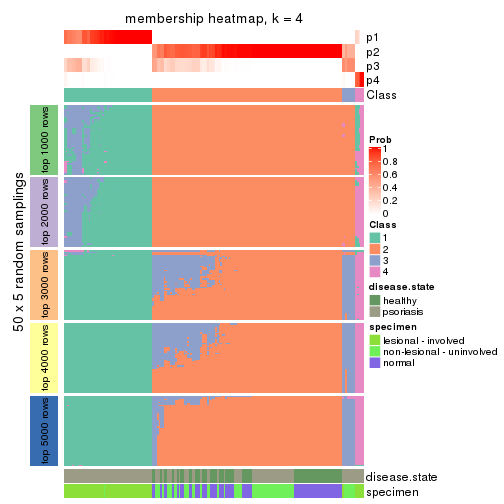 membership heatmap, k = 4
p1
p2
p3
p4
Class
50 x 5 random samplings
top 1000 rows
top 2000 rows
top 3000 rows
top 4000 rows
top 5000 rows
disease.state
specimen
Prob
1
0.8
0.6
0.4
0.2
0
Class
1
2
3
4
disease.state
healthy
psoriasis
specimen
lesional - involved
non-lesional - uninvolved
normal